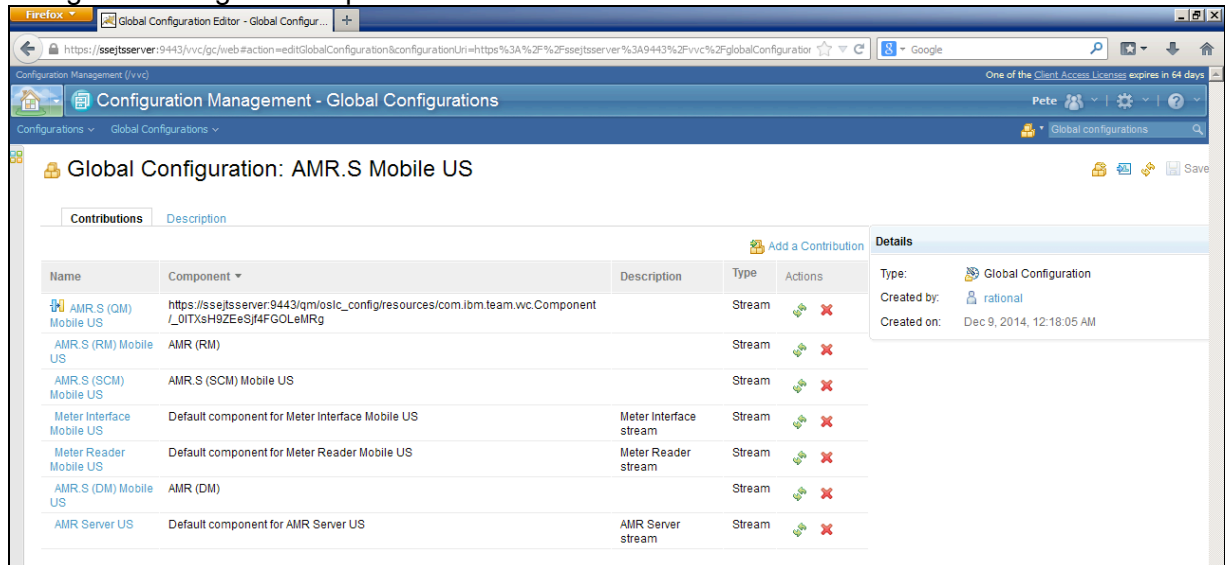 Firefox
Global Configuration Editor - Global Configur...
https://ssejtsserver:9443/vvc/gc/web#action=editGlobalConfiguration&configurationUri=https%3A%2F%2Fssejtsserver%3A9443%2Fvvc%2FglobalConfiguration
Google
Configuration Management (/vvc)
One of the Client Access Licenses expires in 64 days
Configuration Management - Global Configurations
Pete
Configurations
Global Configurations
Global configurations
Global Configuration: AMR.S Mobile US
Save
Contributions
Description
Add a Contribution
Details
Name
Component
Description
Type
Actions
Type:
Global Configuration
Created by:
rational
Created on:
Dec 9, 2014, 12:18:05 AM
AMR.S (QM)
Mobile US
https://ssejtsserver:9443/qm/oslc_config/resources/com.ibm.team.vvc.Component
/_0ITXsH9ZEeSjf4FGOLeMRg
Stream
AMR.S (RM) Mobile
US
AMR (RM)
Stream
AMR.S (SCM)
Mobile US
AMR.S (SCM) Mobile US
Stream
Meter Interface
Mobile US
Default component for Meter Interface Mobile US
Meter Interface
stream
Stream
Meter Reader
Mobile US
Default component for Meter Reader Mobile US
Meter Reader
stream
Stream
AMR.S (DM) Mobile
US
AMR (DM)
Stream
AMR Server US
Default component for AMR Server US
AMR Server
stream
Stream